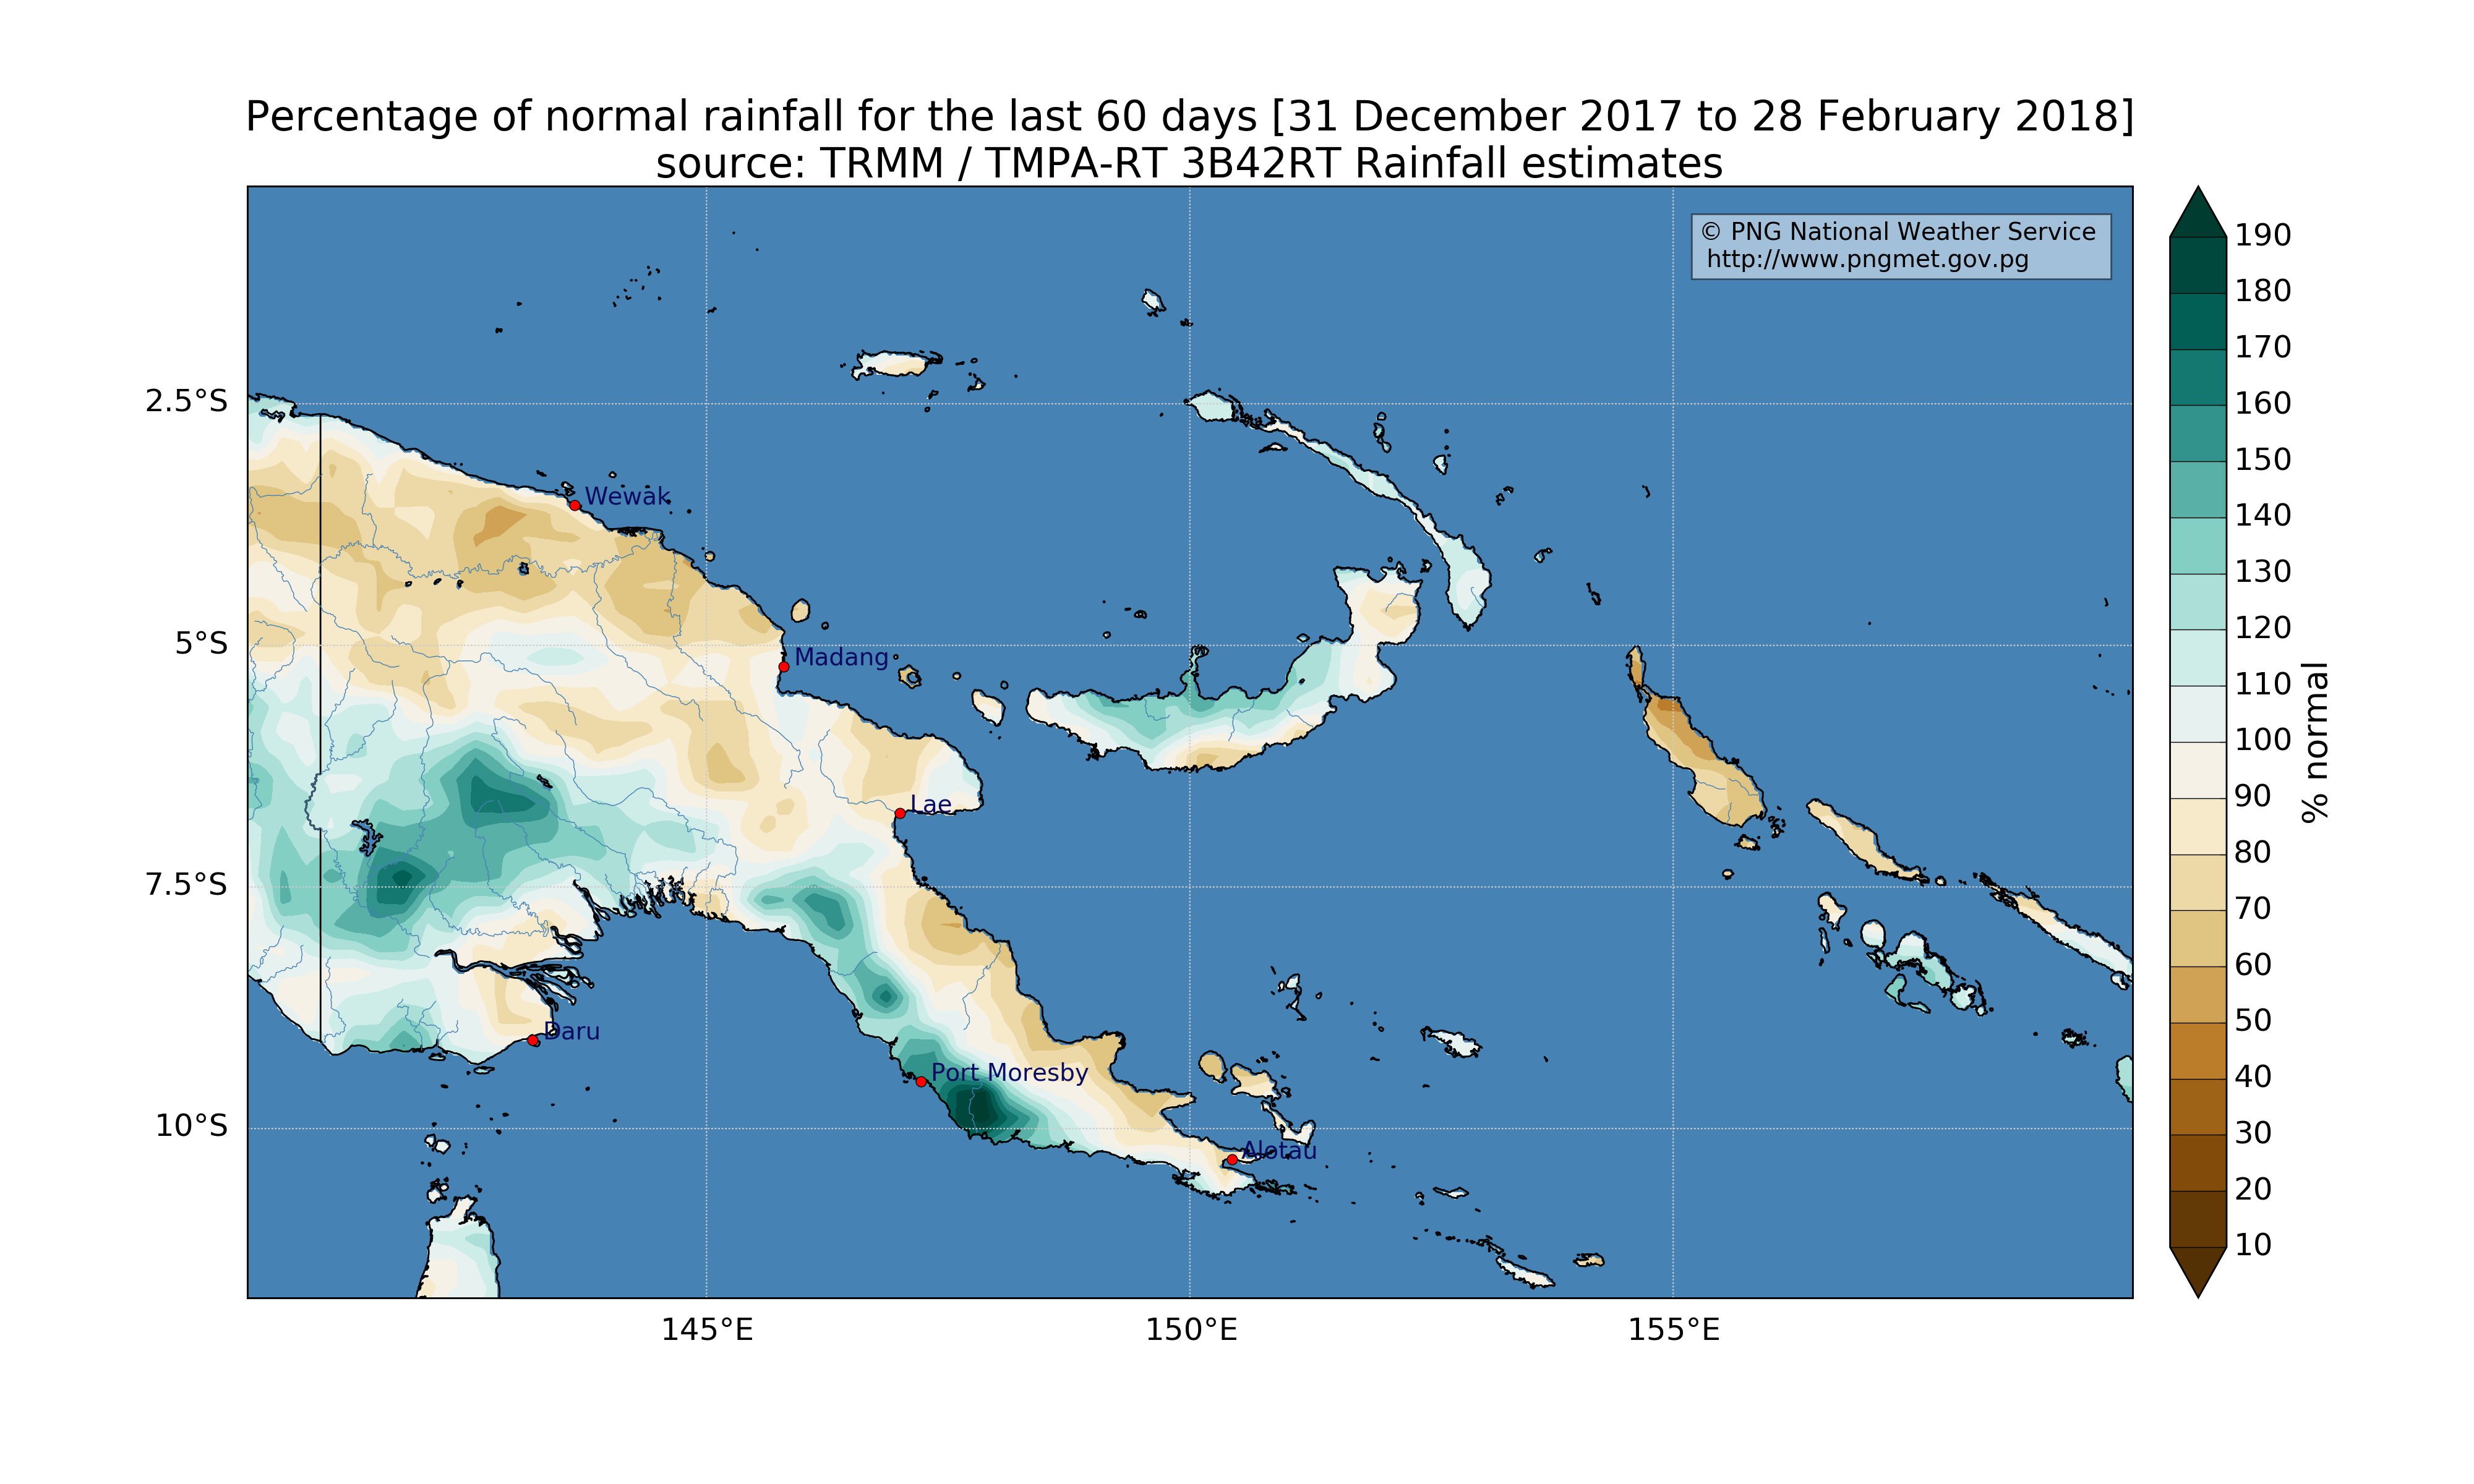 Percentage of normal rainfall for the last 60 days [31 December 2017 to 28 February 2018]
source: TRMM / TMPA-RT 3B42RT Rainfall estimates
© PNG National Weather Service
http://www.pngmet.gov.pg
2.5°S
5°S
7.5°S
10°S
145°E
150°E
155°E
Wewak
Madang
Lae
Daru
Port Moresby
Alotau
190
180
170
160
150
140
130
120
110
100
90
80
70
60
50
40
30
20
10
% normal